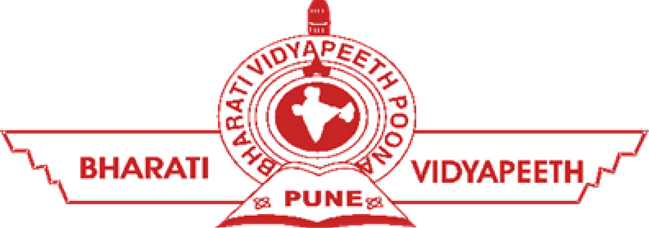 BHARATI VIDYAPEETH POONA
BHARATI VIDYAPEETH
PUNE